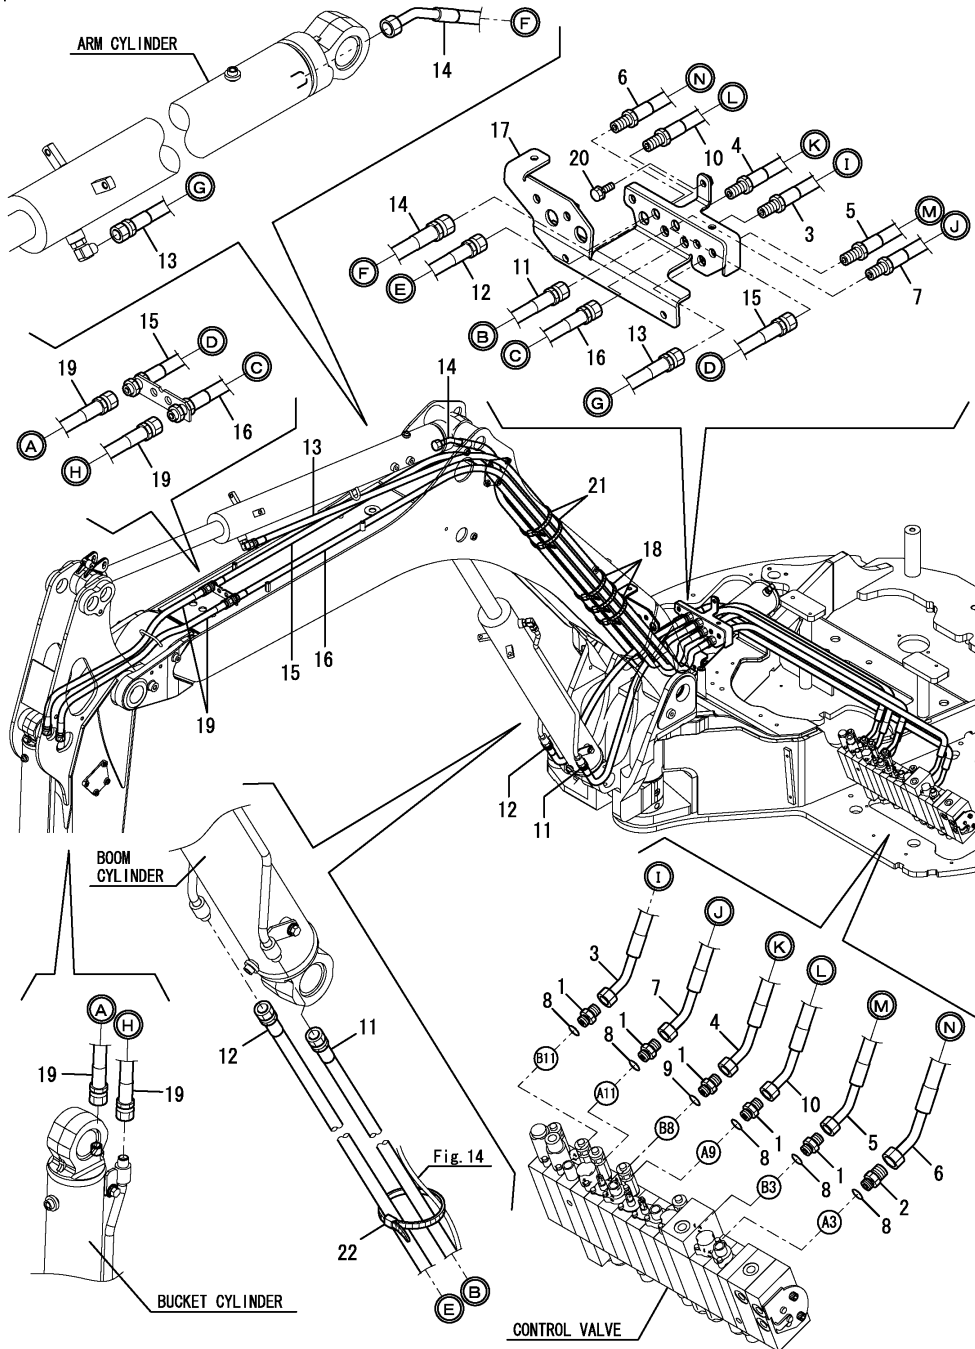 ARM CYLINDER
14
F
6
N
L
17
20
10
4
K
I
G
13
14
3
5
M
J
F
E
12
11
7
15
D
15
19
C
B
C
16
13
D
G
14
A
H
16
19
13
21
18
15
16
19
12
11
BOOM
CYLINDER
I
J
3
K
L
1
8
7
M
N
A
H
12
11
1
8
4
B11
1
9
A11
19
19
10
B8
1
5
A9
8
1
6
Fig.14
B3
8
2
A3
8
22
BUCKET CYLINDER
E
B
CONTROL VALVE